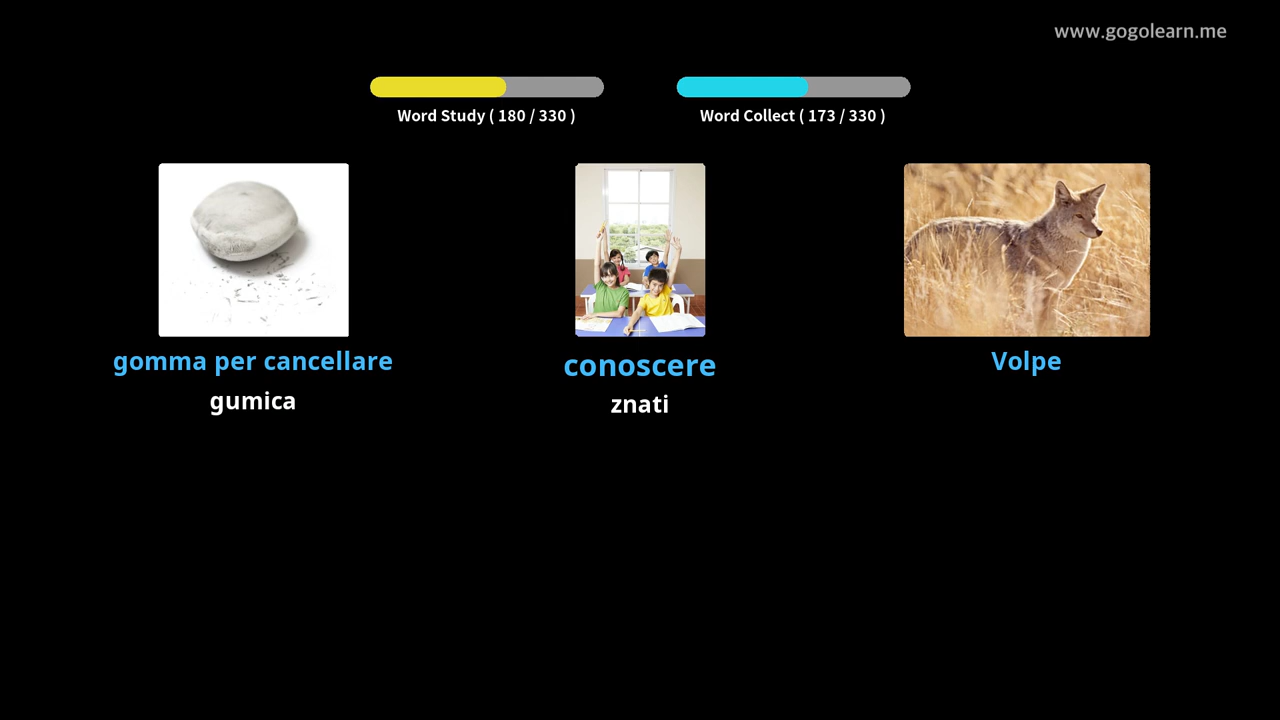 www.gogolearn.me
Word Study ( 180 / 330 )
Word Collect ( 173 / 330 )
gomma per cancellare
gumica
conoscere
znati
Volpe